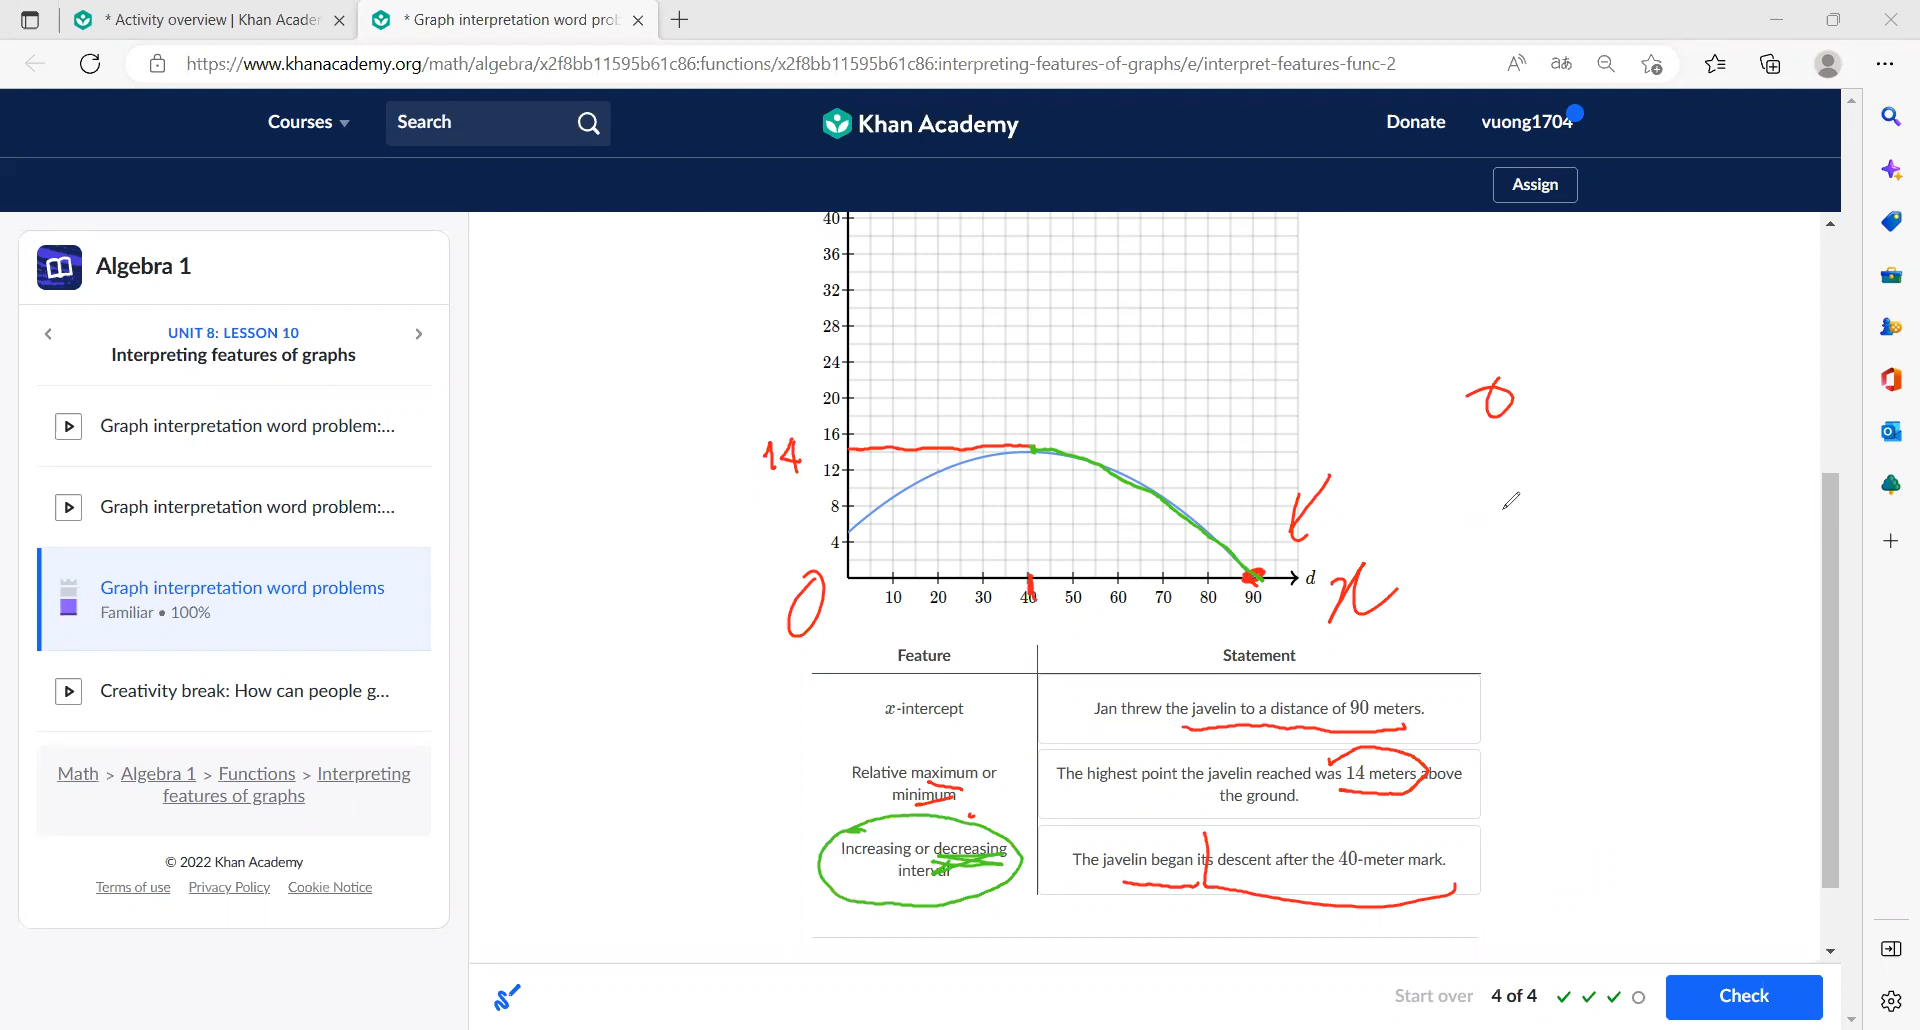 * Activity overview | Khan Acader
* Graph interpretation word prob
https://www.khanacademy.org/math/algebra/x2f8bb11595b61c86:functions/x2f8bb11595b61c86:interpreting-features-of-graphs/e/interpret-features-func-2
aあ
Courses
Search
Khan Academy
Donate
vuong1704
Assign
Algebra 1
UNIT 8: LESSON 10
Interpreting features of graphs
Graph interpretation word problem:...
Graph interpretation word problem:...
Graph interpretation word problems
Familiar • 100%
Creativity break: How can people g...
Math > Algebra 1 > Functions > Interpreting
features of graphs
© 2022 Khan Academy
Terms of use Privacy Policy Cookie Notice
40
36
32
28
24
20
16
14
12
8
4
d
0
10 20 30 40 50 60 70 80 90
x
Feature Statement
x-intercept Jan threw the javelin to a distance of 90 meters.
Relative maximum or
minimum
The highest point the javelin reached was 14 meters above
the ground.
Increasing or decreasing
interval
The javelin began its descent after the 40-meter mark.
Start over 4 of 4
Check